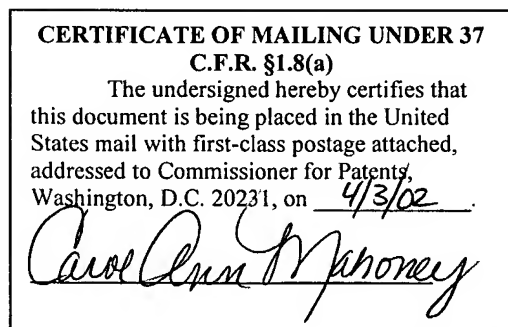 CERTIFICATE OF MAILING UNDER 37
C.F.R. §1.8(a)
The undersigned hereby certifies that
this document is being placed in the United
States mail with first-class postage attached,
addressed to Commissioner for Patents,
Washington, D.C. 20231, on 4/3/02.
Carol Ann Mahoney